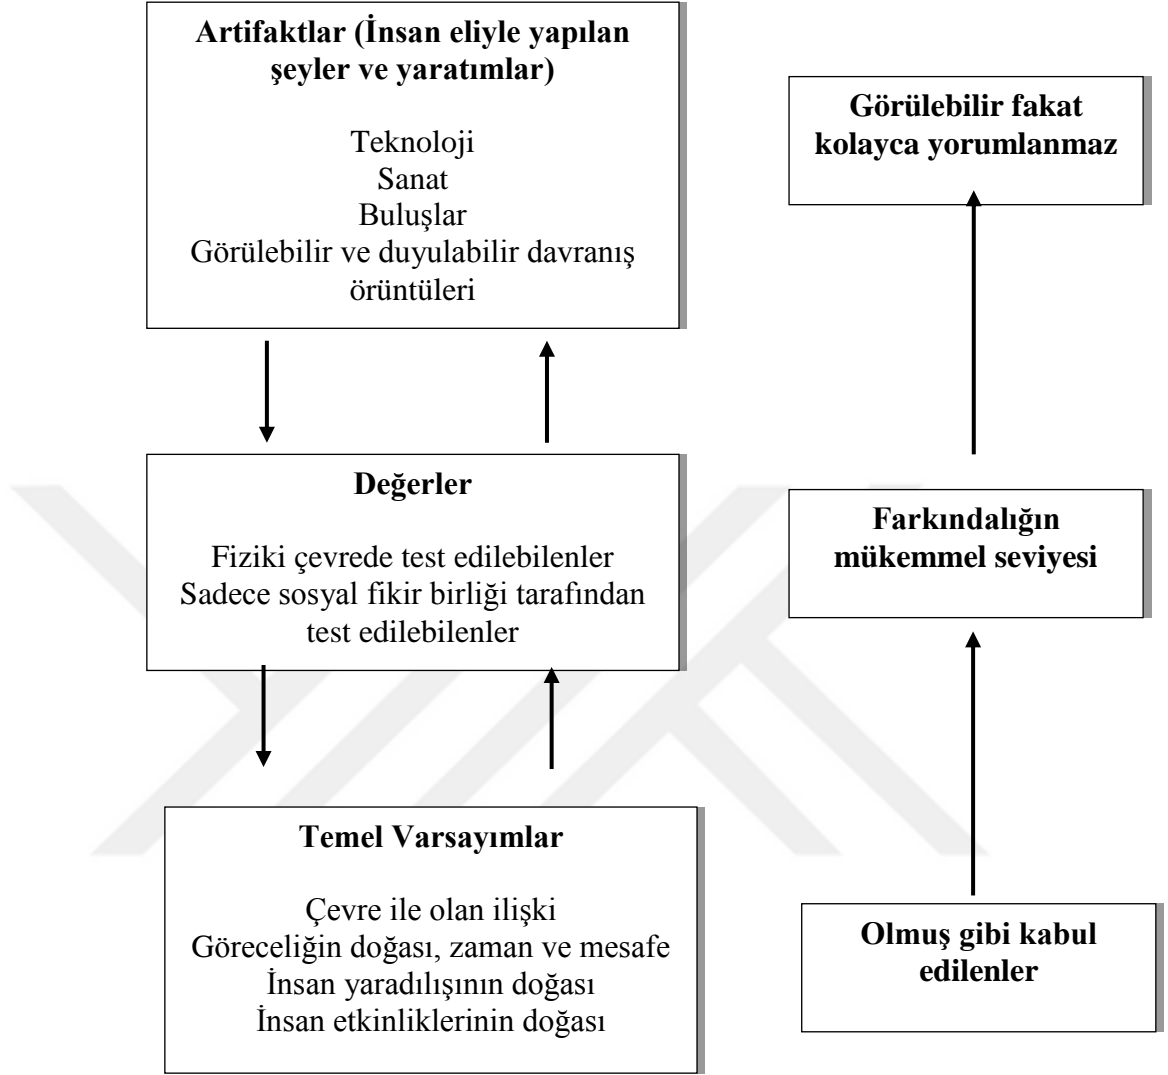 Artifaktlar (İnsan eliyle yapılan
şeyler ve yaratımlar)
Teknoloji
Sanat
Buluşlar
Görülebilir ve duyulabilir davranış
örüntüleri
Görülebilir fakat
kolayca yorumlanmaz
Değerler
Fiziki çevrede test edilebilenler
Sadece sosyal fikir birliği tarafından
test edilebilenler
Farkındalığın
mükemmel seviyesi
Temel Varsayımlar
Çevre ile olan ilişki
Göreceliğin doğası, zaman ve mesafe
İnsan yaradılışının doğası
İnsan etkinliklerinin doğası
Olmuş gibi kabul
edilenler